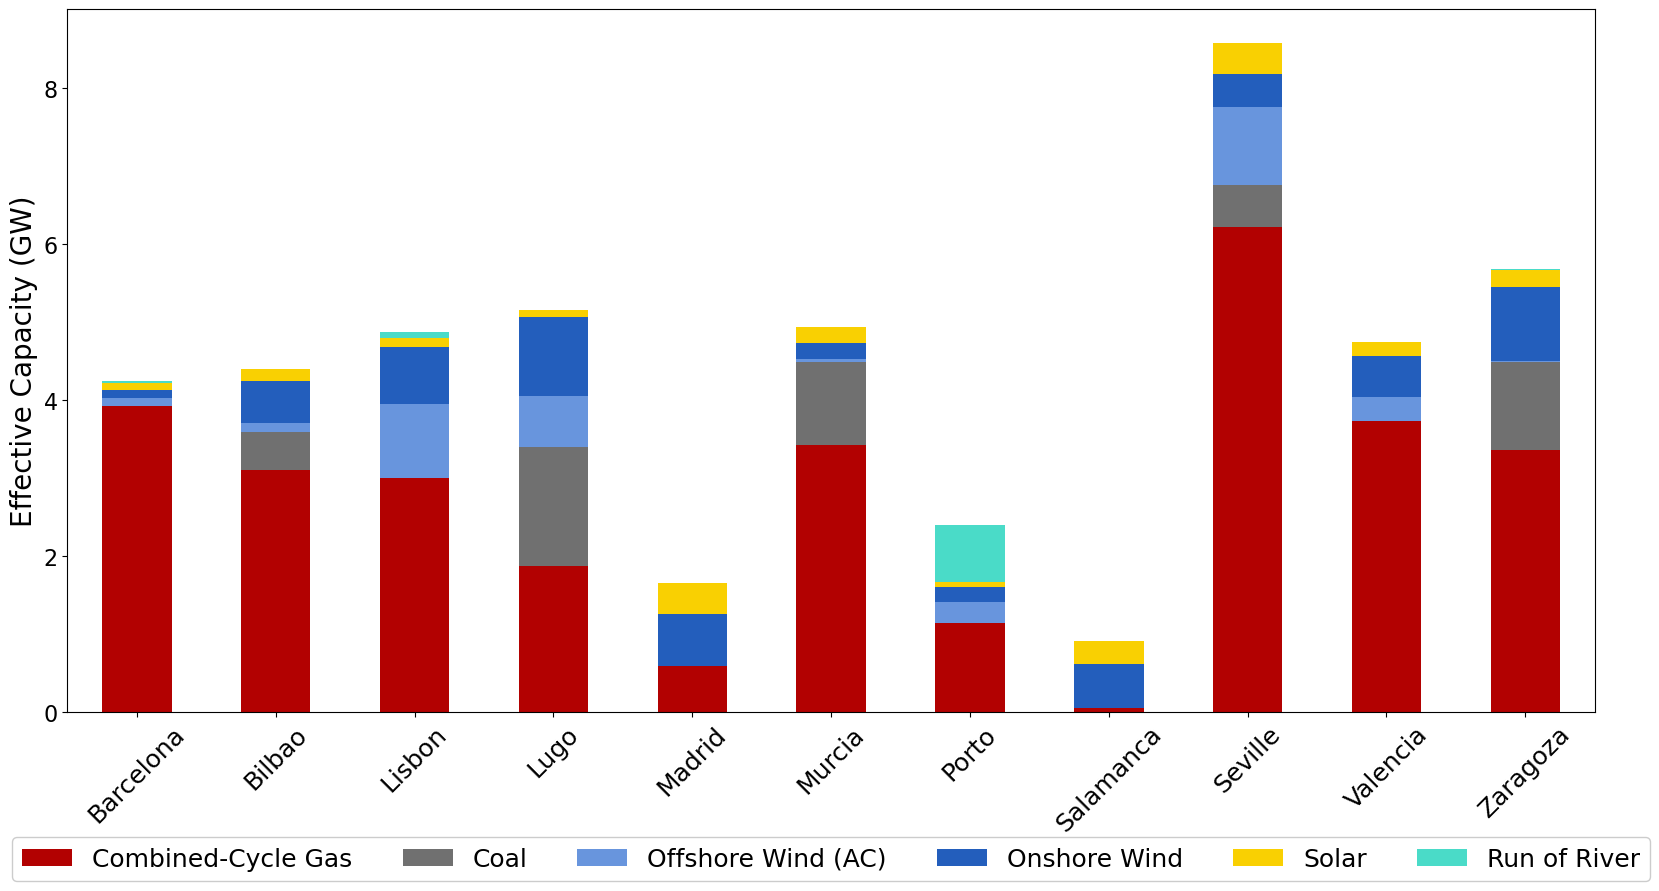 Effective Capacity (GW)
8
6
4
2
0
Barcelona
Bilbao
Lisbon
Lugo
Madrid
Murcia
Porto
Salamanca
Seville
Valencia
Zaragoza
Combined-Cycle Gas Coal Offshore Wind (AC) Onshore Wind Solar Run of River